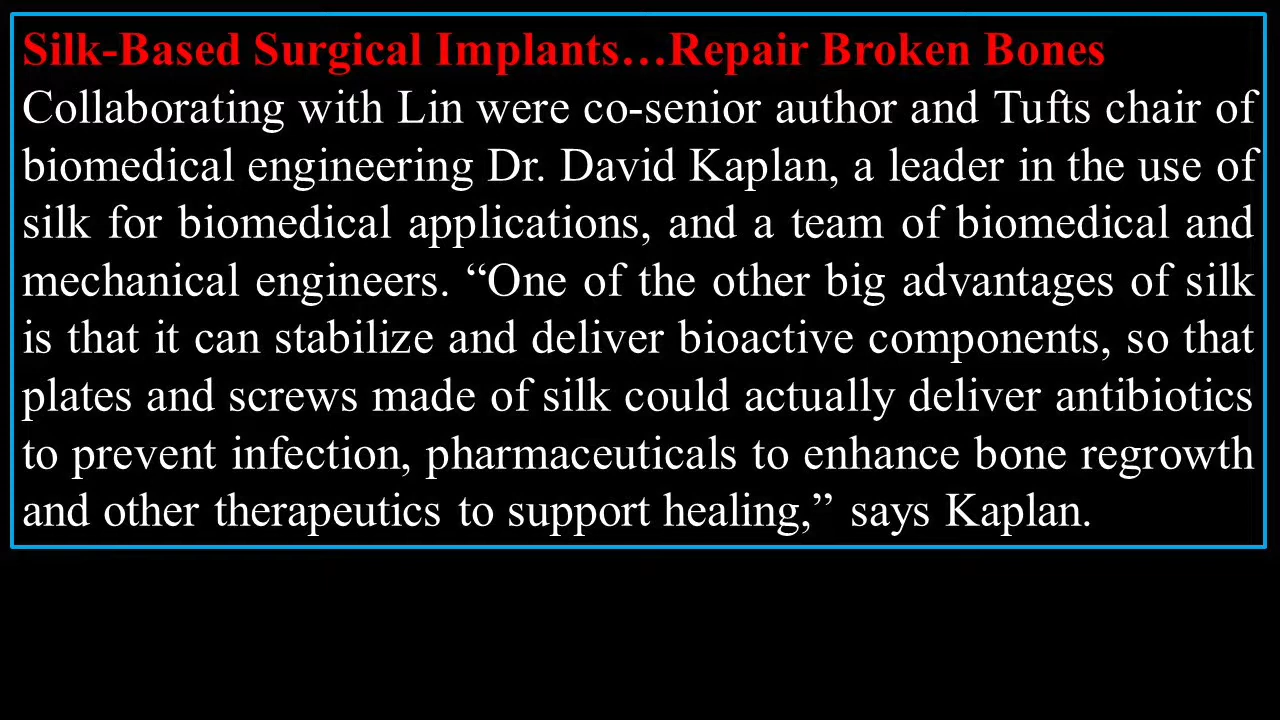 Silk-Based Surgical Implants…Repair Broken Bones
Collaborating with Lin were co-senior author and Tufts chair of
biomedical engineering Dr. David Kaplan, a leader in the use of
silk for biomedical applications, and a team of biomedical and
mechanical engineers. “One of the other big advantages of silk
is that it can stabilize and deliver bioactive components, so that
plates and screws made of silk could actually deliver antibiotics
to prevent infection, pharmaceuticals to enhance bone regrowth
and other therapeutics to support healing,” says Kaplan.